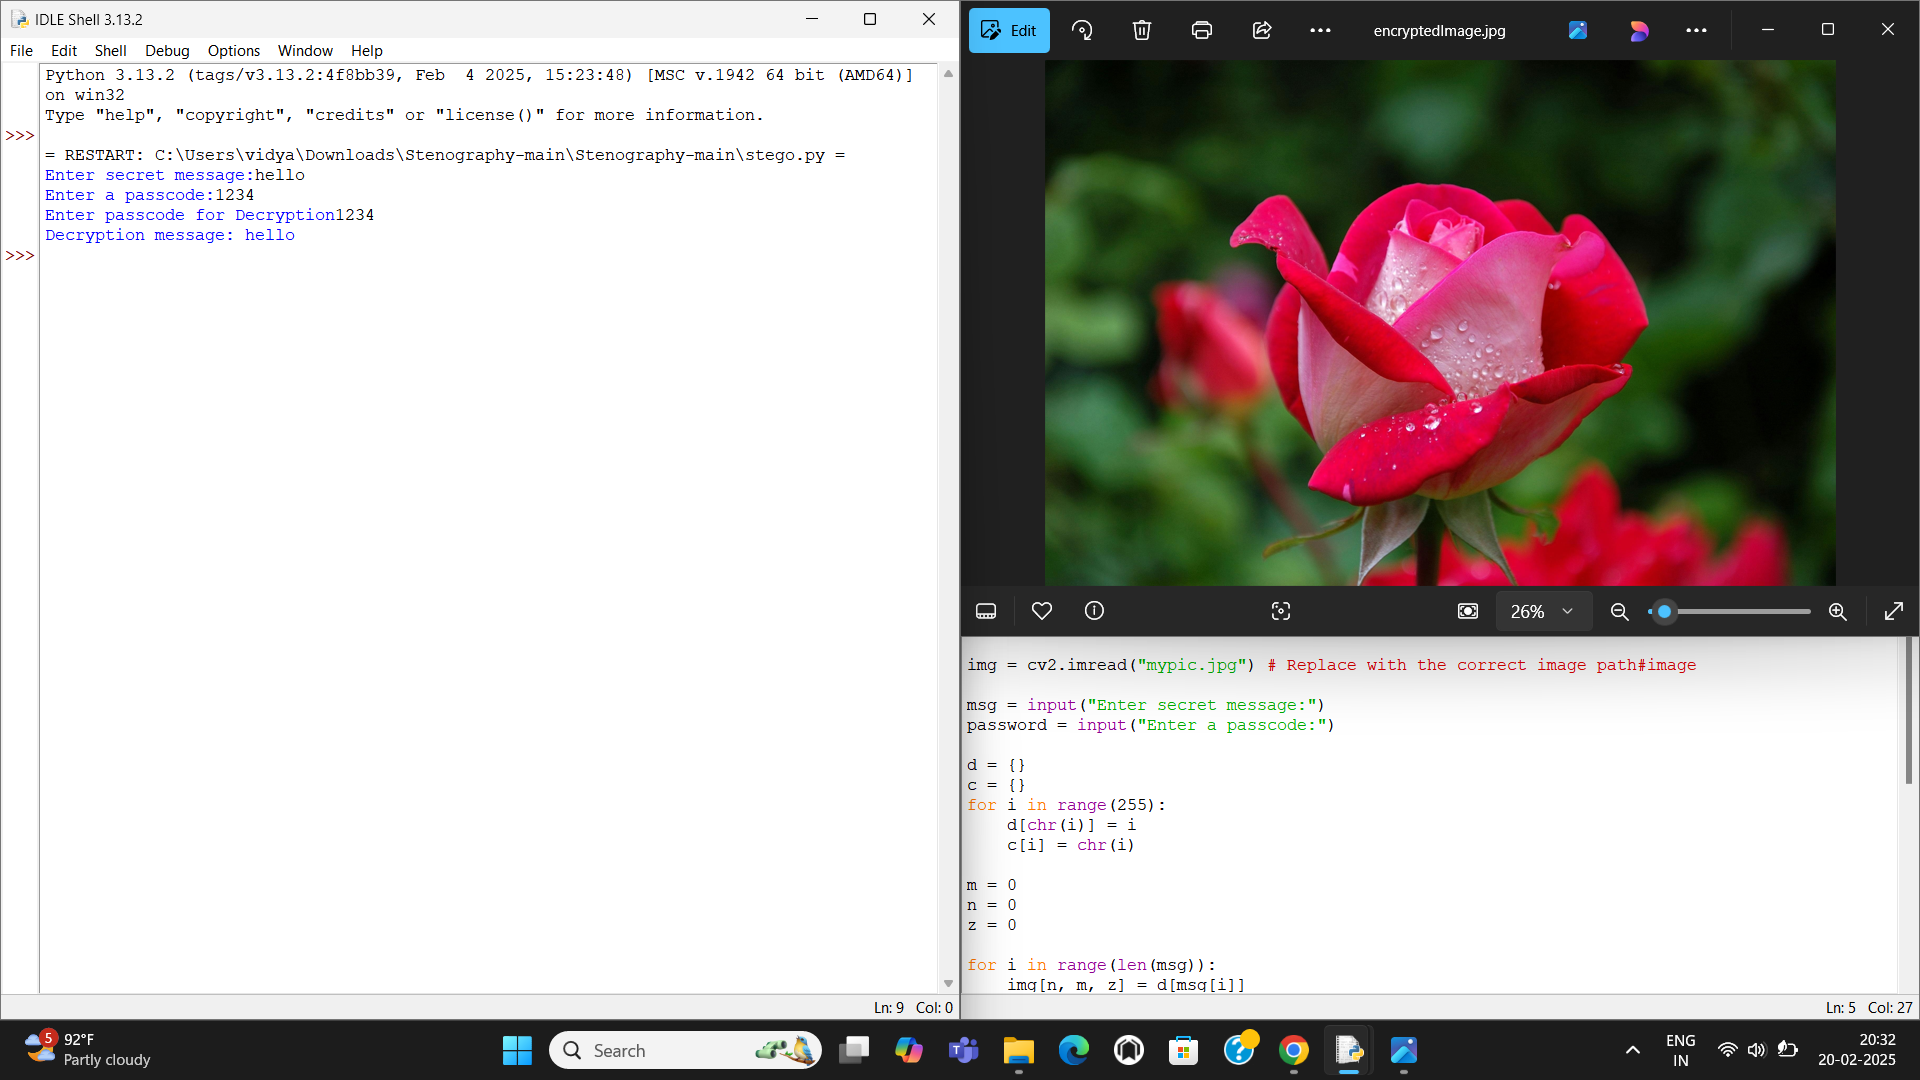 IDLE Shell 3.13.2
File Edit Shell Debug Options Window Help
Python 3.13.2 (tags/v3.13.2:4f8bb39, Feb  4 2025, 15:23:48) [MSC v.1942 64 bit (AMD64)]
on win32
Type "help", "copyright", "credits" or "license()" for more information.
>>>
= RESTART: C:\Users\vidya\Downloads\Stenography-main\Stenography-main\stego.py =
Enter secret message:hello
Enter a passcode:1234
Enter passcode for Decryption1234
Decryption message: hello
>>>
Ln: 9 Col: 0
Edit
encryptedImage.jpg
26%
img = cv2.imread("mypic.jpg") # Replace with the correct image path#image
msg = input("Enter secret message:")
password = input("Enter a passcode:")
d = {}
c = {}
for i in range(255):
    d[chr(i)] = i
    c[i] = chr(i)
m = 0
n = 0
z = 0
for i in range(len(msg)):
    img[n, m, z] = d[msg[i]]
Ln: 5 Col: 27
5
92°F
Partly cloudy
Search
ENG
IN
20:32
20-02-2025